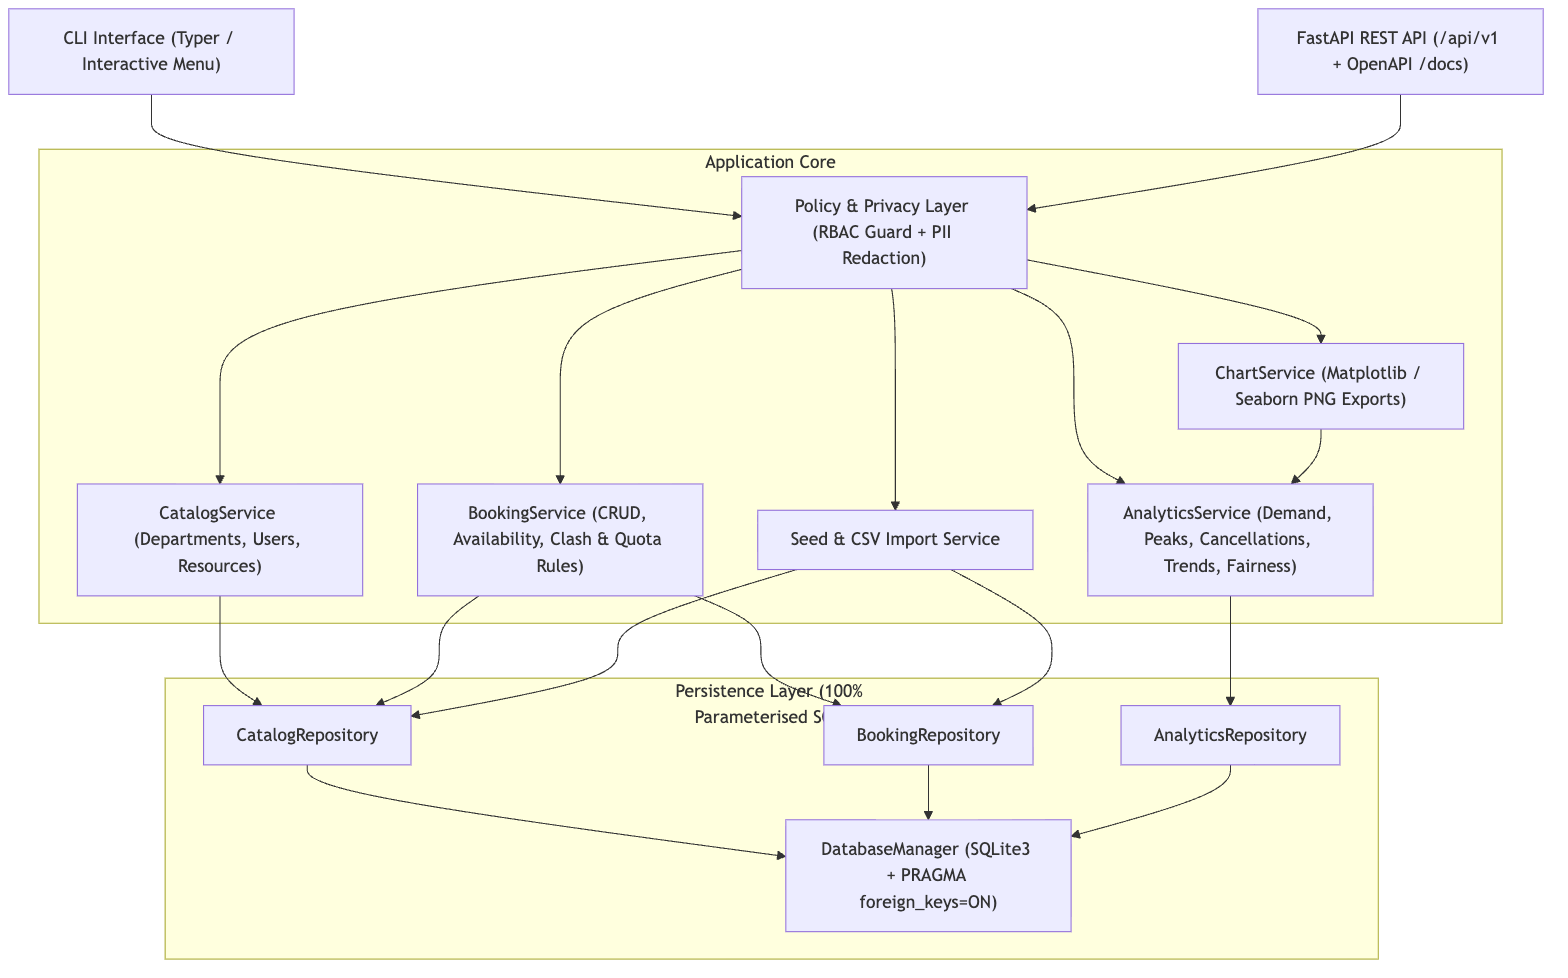 CLI Interface (Typer /
Interactive Menu)
FastAPI REST API (/api/v1
+ OpenAPI /docs)
Application Core
Policy & Privacy Layer
(RBAC Guard + PII
Redaction)
ChartService (Matplotlib /
Seaborn PNG Exports)
CatalogService
(Departments, Users,
Resources)
BookingService (CRUD,
Availability, Clash & Quota
Rules)
Seed & CSV Import Service
AnalyticsService (Demand,
Peaks, Cancellations,
Trends, Fairness)
Persistence Layer (100%
Parameterised
CatalogRepository
BookingRepository
AnalyticsRepository
DatabaseManager (SQLite3
+ PRAGMA
foreign_keys=ON)